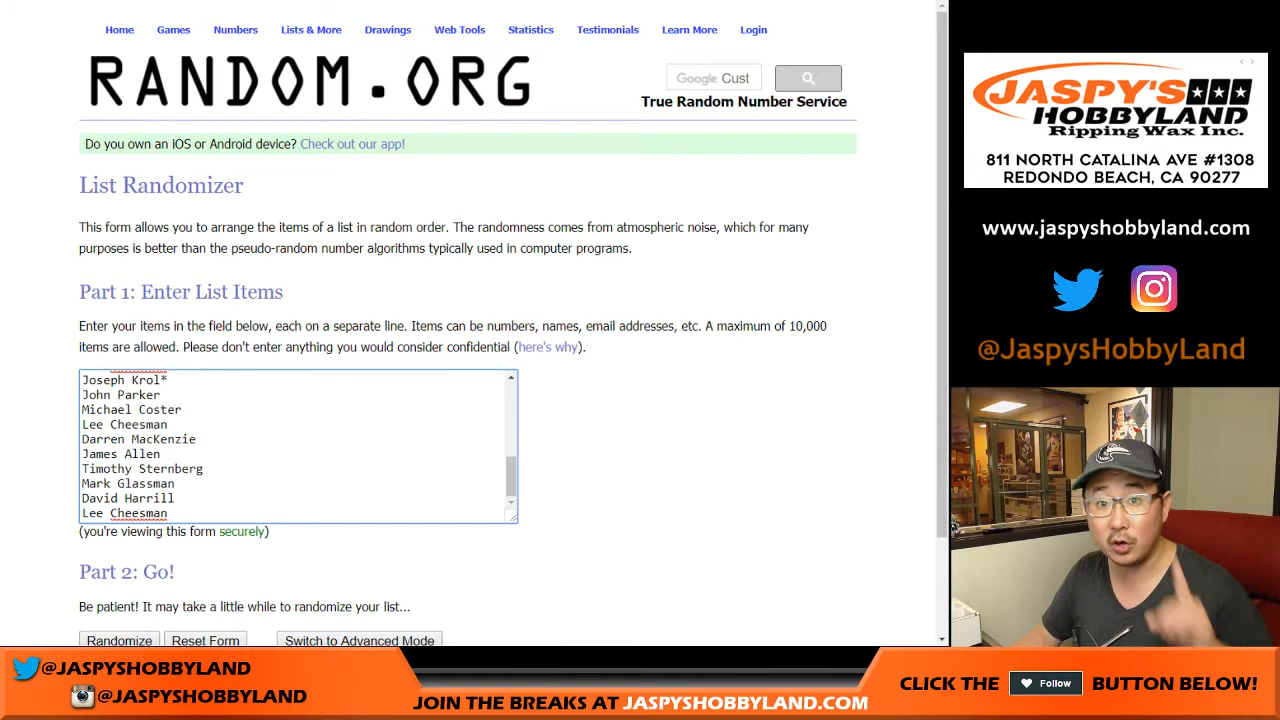 Home Games Numbers Lists & More Drawings Web Tools Statistics Testimonials Learn More Login
RANDOM.ORG
Google Cust
True Random Number Service
Do you own an iOS or Android device? Check out our app!
List Randomizer
This form allows you to arrange the items of a list in random order. The randomness comes from atmospheric noise, which for many
purposes is better than the pseudo-random number algorithms typically used in computer programs.
Part 1: Enter List Items
Enter your items in the field below, each on a separate line. Items can be numbers, names, email addresses, etc. A maximum of 10,000
items are allowed. Please don't enter anything you would consider confidential (here's why).
Joseph Krol*
John Parker
Michael Coster
Lee Cheesman
Darren MacKenzie
James Allen
Timothy Sternberg
Mark Glassman
David Harrill
Lee Cheesman
(you're viewing this form securely)
Part 2: Go!
Be patient! It may take a little while to randomize your list...
Randomize Reset Form Switch to Advanced Mode
JASPY'S
HOBBYLAND
Ripping Wax Inc.
811 NORTH CATALINA AVE #1308
REDONDO BEACH, CA 90277
www.jaspyshobbyland.com
@JaspysHobbyLand
@JASPYSHOBBYLAND
@JASPYSHOBBYLAND
JOIN THE BREAKS AT JASPYSHOBBYLAND.COM
CLICK THE Follow BUTTON BELOW!